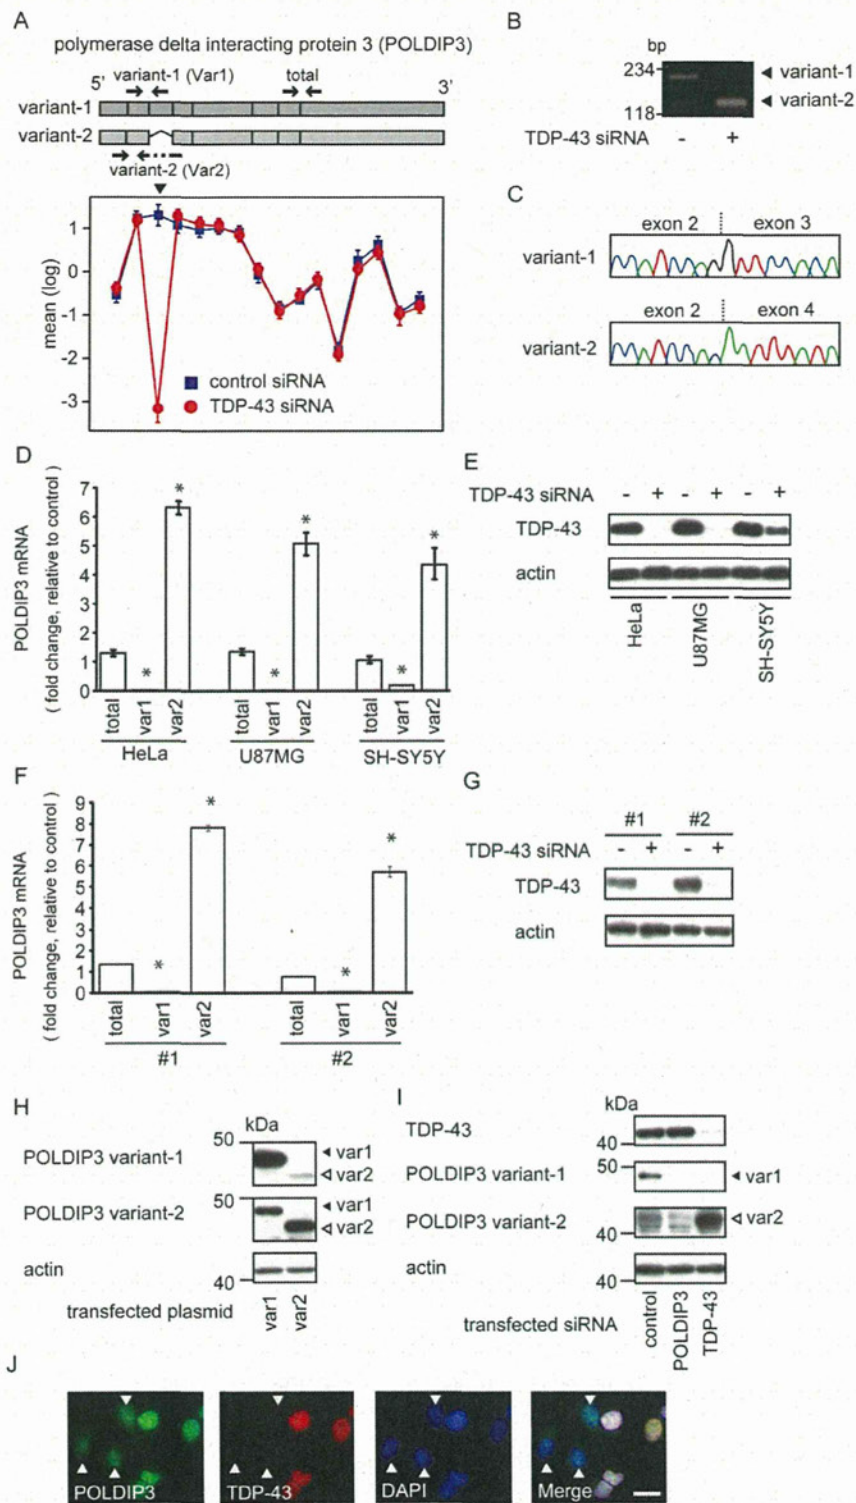 A
polymerase delta interacting protein 3 (POLDIP3)
5' variant-1 (Var1) total 3'
variant-1
variant-2
variant-2 (Var2)
mean (log)
1
0
-1
-2
-3
control siRNA
TDP-43 siRNA
B
bp
234
118
variant-1
variant-2
TDP-43 siRNA - +
C
exon 2 exon 3
variant-1
exon 2 exon 4
variant-2
D
POLDIP3 mRNA
( fold change, relative to control)
7
6
5
4
3
2
1
0
* * * * * *
total var1 var2 total var1 var2 total var1 var2
HeLa U87MG SH-SY5Y
E
TDP-43 siRNA - + - + - +
TDP-43
actin
HeLa U87MG SH-SY5Y
F
POLDIP3 mRNA
( fold change, relative to control)
9
8
7
6
5
4
3
2
1
0
* * * *
total var1 var2 total var1 var2
#1 #2
G
#1 #2
TDP-43 siRNA - + - +
TDP-43
actin
H
kDa
50
POLDIP3 variant-1
var1
var2
50
POLDIP3 variant-2
var1
var2
actin
40
transfected plasmid var1 var2
I
kDa
TDP-43
40
50
POLDIP3 variant-1
var1
POLDIP3 variant-2
var2
40
actin
40
transfected siRNA control POLDIP3 TDP-43
J
POLDIP3 TDP-43 DAPI Merge